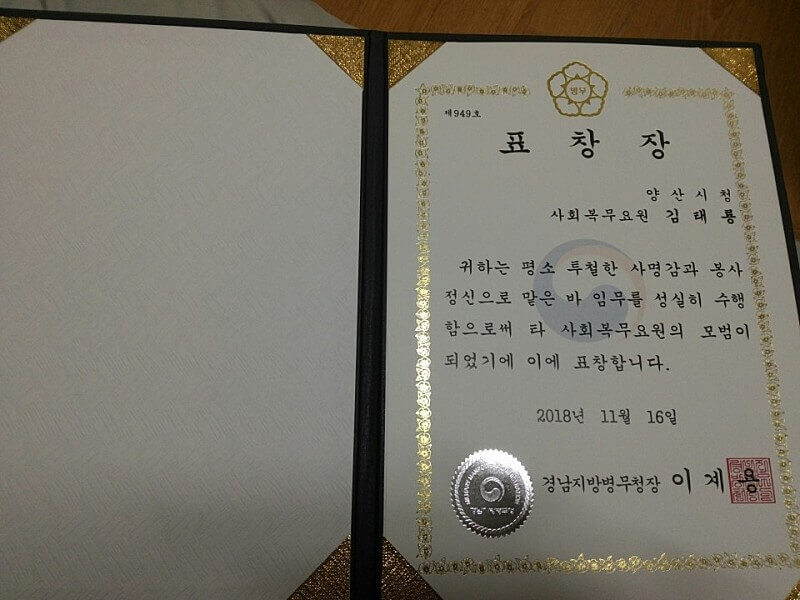 병무
제949호
표 창 장
양 산 시 청
사회복무요원 김 태 룡
귀하는 평소 투철한 사명감과 봉사
정신으로 맡은 바 임무를 성실히 수행
함으로써 타 사회복무요원의 모범이
되었기에 이에 표창합니다.
2018년 11월 16일
경남지방병무청장 이 계 용